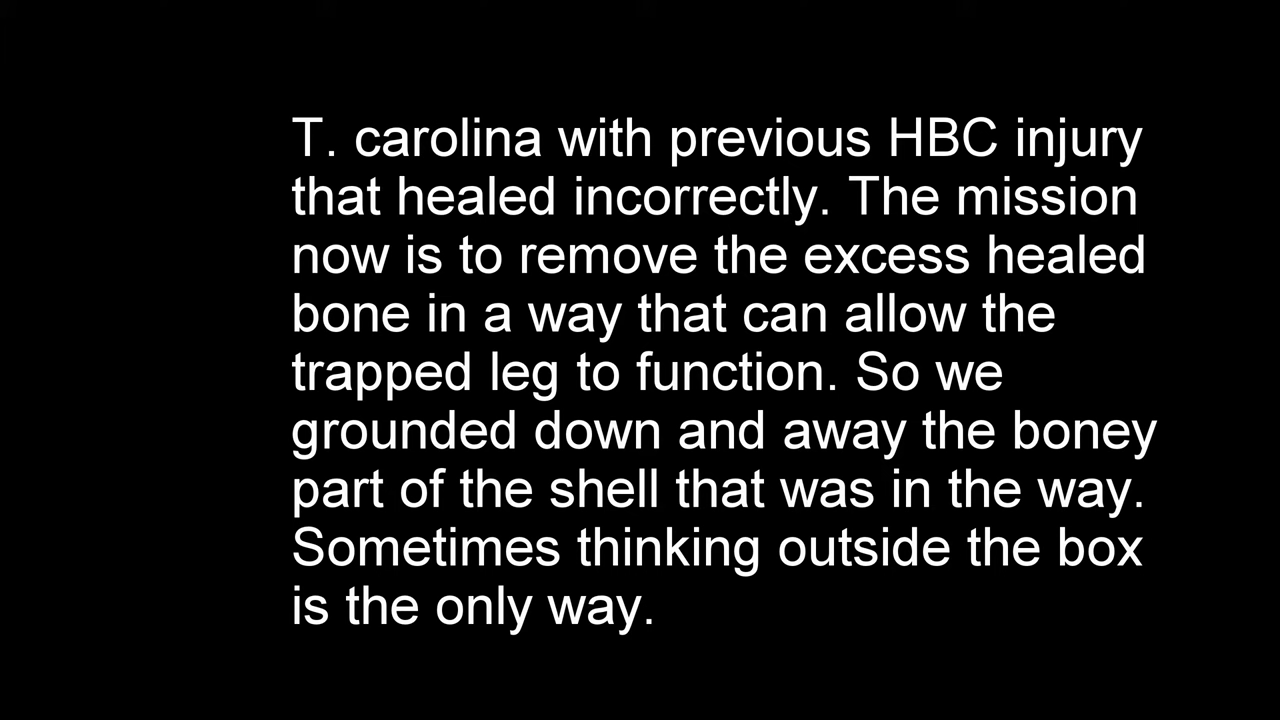 T. carolina with previous HBC injury
that healed incorrectly. The mission
now is to remove the excess healed
bone in a way that can allow the
trapped leg to function. So we
grounded down and away the boney
part of the shell that was in the way.
Sometimes thinking outside the box
is the only way.